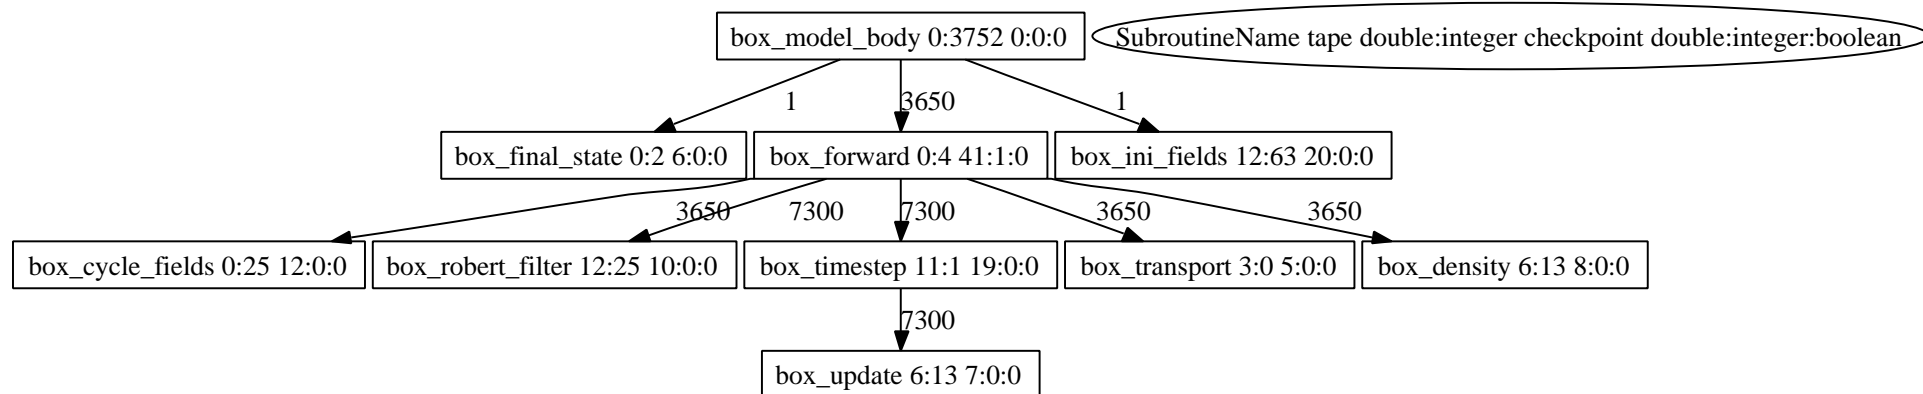 box_model_body 0:3752 0:0:0
SubroutineName tape double:integer checkpoint double:integer:boolean
1
3650
1
box_final_state 0:2 6:0:0
box_forward 0:4 41:1:0
box_ini_fields 12:63 20:0:0
3650
7300
7300
3650
3650
box_cycle_fields 0:25 12:0:0
box_robert_filter 12:25 10:0:0
box_timestep 11:1 19:0:0
box_transport 3:0 5:0:0
box_density 6:13 8:0:0
7300
box_update 6:13 7:0:0